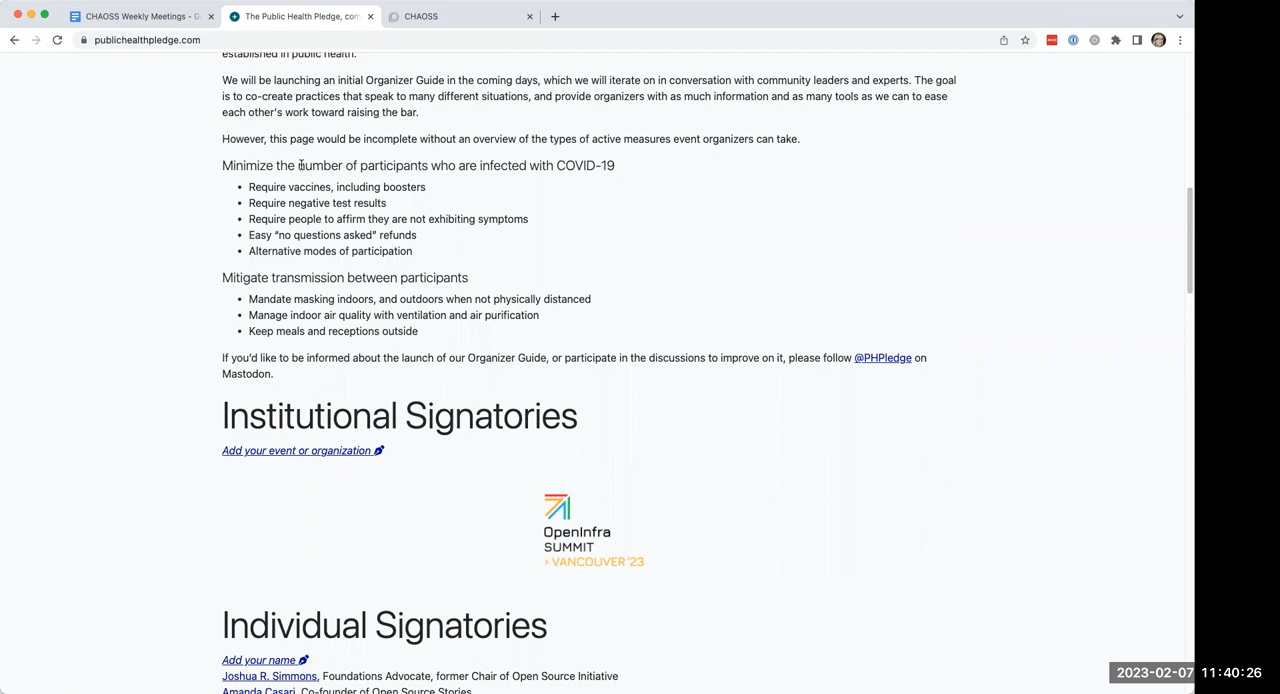 CHAOSS Weekly Meetings - G
The Public Health Pledge, com
CHAOSS
publichealthpledge.com
established in public health.
We will be launching an initial Organizer Guide in the coming days, which we will iterate on in conversation with community leaders and experts. The goal
is to co-create practices that speak to many different situations, and provide organizers with as much information and as many tools as we can to ease
each other's work toward raising the bar.
However, this page would be incomplete without an overview of the types of active measures event organizers can take.
Minimize the number of participants who are infected with COVID-19
• Require vaccines, including boosters
• Require negative test results
• Require people to affirm they are not exhibiting symptoms
• Easy “no questions asked” refunds
• Alternative modes of participation
Mitigate transmission between participants
• Mandate masking indoors, and outdoors when not physically distanced
• Manage indoor air quality with ventilation and air purification
• Keep meals and receptions outside
If you’d like to be informed about the launch of our Organizer Guide, or participate in the discussions to improve on it, please follow @PHPledge on
Mastodon.
Institutional Signatories
Add your event or organization
OpenInfra
SUMMIT
> VANCOUVER '23
Individual Signatories
Add your name
Joshua R. Simmons, Foundations Advocate, former Chair of Open Source Initiative
Amanda Casari, Co-founder of Open Source Stories
2023-02-07 11:40:26